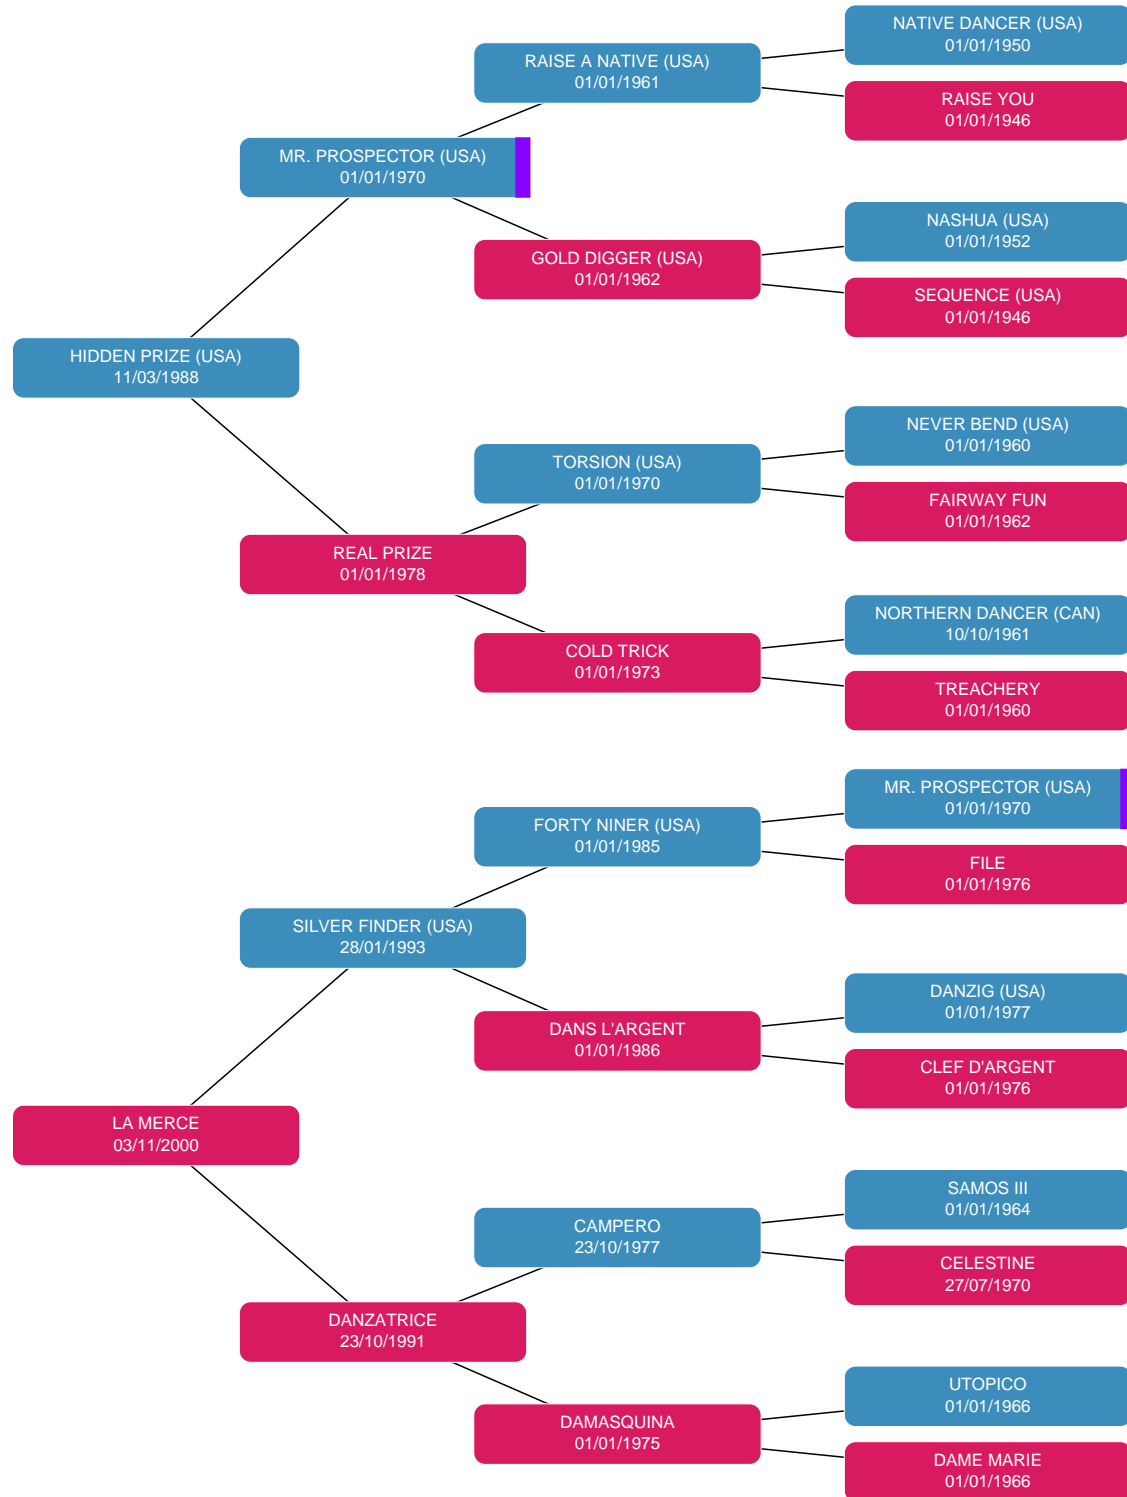 NATIVE DANCER (USA)
01/01/1950
RAISE A NATIVE (USA)
01/01/1961
RAISE YOU
01/01/1946
MR. PROSPECTOR (USA)
01/01/1970
NASHUA (USA)
01/01/1952
GOLD DIGGER (USA)
01/01/1962
SEQUENCE (USA)
01/01/1946
HIDDEN PRIZE (USA)
11/03/1988
NEVER BEND (USA)
01/01/1960
TORSION (USA)
01/01/1970
FAIRWAY FUN
01/01/1962
REAL PRIZE
01/01/1978
NORTHERN DANCER (CAN)
10/10/1961
COLD TRICK
01/01/1973
TREACHERY
01/01/1960
MR. PROSPECTOR (USA)
01/01/1970
FORTY NINER (USA)
01/01/1985
FILE
01/01/1976
SILVER FINDER (USA)
28/01/1993
DANZIG (USA)
01/01/1977
DANS L'ARGENT
01/01/1986
CLEF D'ARGENT
01/01/1976
LA MERCE
03/11/2000
SAMOS III
01/01/1964
CAMPERO
23/10/1977
CELESTINE
27/07/1970
DANZATRICE
23/10/1991
UTOPICO
01/01/1966
DAMASQUINA
01/01/1975
DAME MARIE
01/01/1966